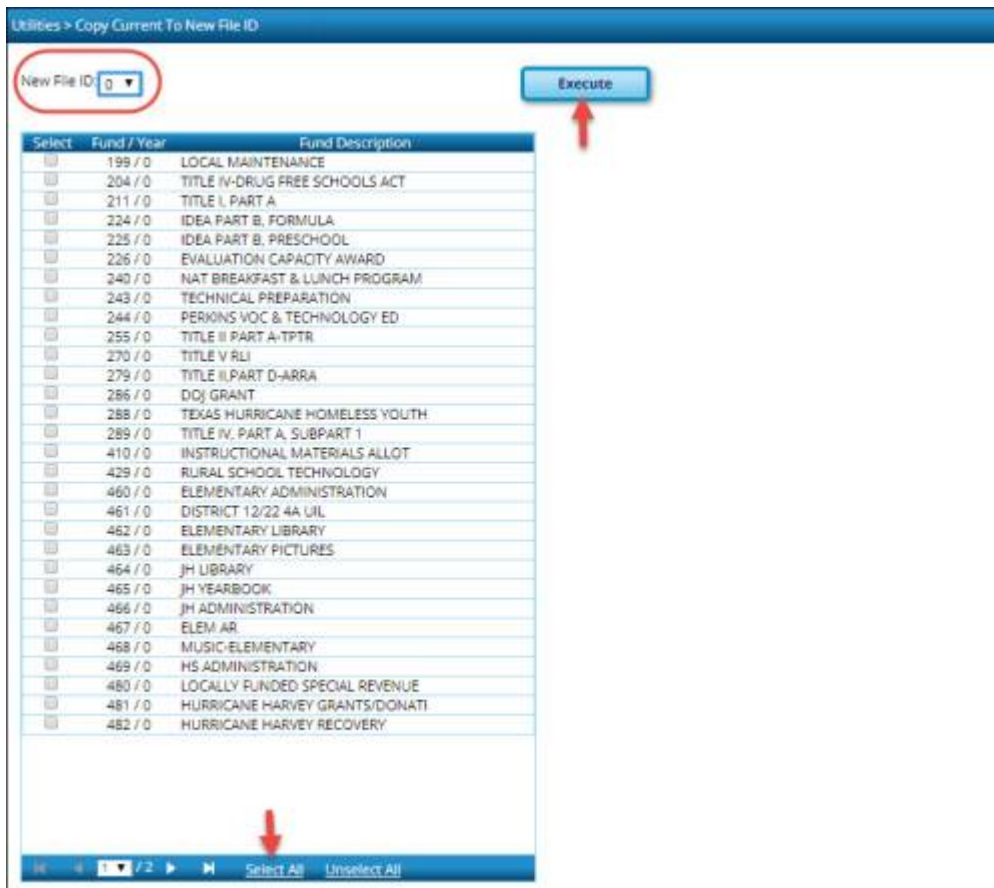 Utilities > Copy Current To New File ID
New File ID: 0
Execute
Select Fund / Year Fund Description
199 / 0 LOCAL MAINTENANCE
204 / 0 TITLE IV-DRUG FREE SCHOOLS ACT
211 / 0 TITLE I, PART A
224 / 0 IDEA PART B, FORMULA
225 / 0 IDEA PART B, PRESCHOOL
226 / 0 EVALUATION CAPACITY AWARD
240 / 0 NAT BREAKFAST & LUNCH PROGRAM
243 / 0 TECHNICAL PREPARATION
244 / 0 PERKINS VOC & TECHNOLOGY ED
255 / 0 TITLE II PART A-TPTR
270 / 0 TITLE V RLI
279 / 0 TITLE II,PART D-ARRA
286 / 0 DOJ GRANT
288 / 0 TEXAS HURRICANE HOMELESS YOUTH
289 / 0 TITLE IV, PART A, SUBPART 1
410 / 0 INSTRUCTIONAL MATERIALS ALLOT
429 / 0 RURAL SCHOOL TECHNOLOGY
460 / 0 ELEMENTARY ADMINISTRATION
461 / 0 DISTRICT 12/22 4A UIL
462 / 0 ELEMENTARY LIBRARY
463 / 0 ELEMENTARY PICTURES
464 / 0 JH LIBRARY
465 / 0 JH YEARBOOK
466 / 0 JH ADMINISTRATION
467 / 0 ELEM AR
468 / 0 MUSIC-ELEMENTARY
469 / 0 HS ADMINISTRATION
480 / 0 LOCALLY FUNDED SPECIAL REVENUE
481 / 0 HURRICANE HARVEY GRANTS/DONATI
482 / 0 HURRICANE HARVEY RECOVERY
1 / 2 Select All Unselect All